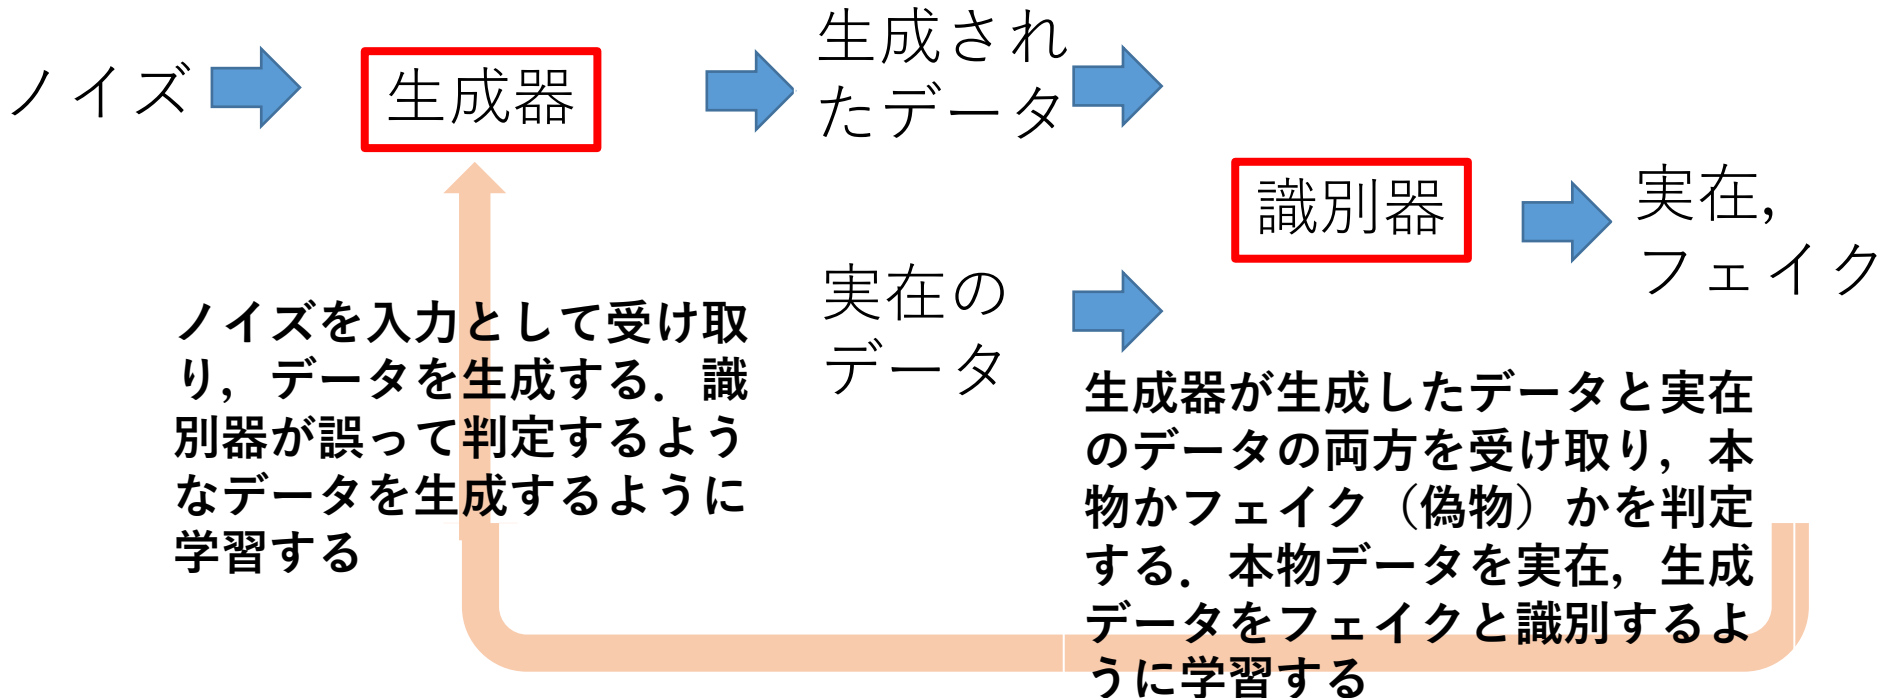 ノイズ
生成器
生成され
たデータ
識別器
実在,
フェイク
実在の
データ
ノイズを入力として受け取
り，データを生成する．識
別器が誤って判定するよう
なデータを生成するように
学習する
生成器が生成したデータと実在
のデータの両方を受け取り，本
物かフェイク（偽物）かを判定
する．本物データを実在，生成
データをフェイクと識別するよ
うに学習する